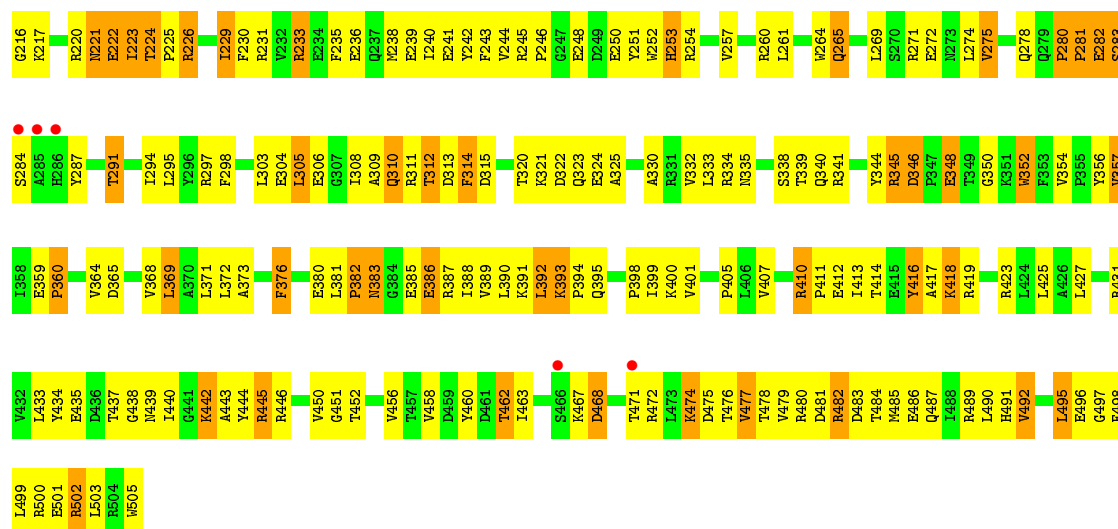 G216 K217 R220 N221 E222 I223 T224 P225 R226 I229 F230 R231 V232 R233 E234 F235 E236 Q237 M238 E239 I240 E241 Y242 F243 V244 R245 P246 G247 E248 D249 E250 Y251 W252 H253 R254 V257 R260 L261 W264 Q265 L269 S270 R271 E272 N273 L274 V275 Q278 Q279 P280 P281 E282 S283
S284 A285 H286 Y287 T291 I294 L295 Y296 R297 F298 L303 E304 L305 E306 G307 I308 A309 Q310 R311 T312 D313 F314 D315 T320 K321 D322 Q323 E324 A325 A330 R331 V332 L333 R334 N335 S338 T339 Q340 R341 Y344 R345 D346 P347 E348 T349 G350 K351 W352 F353 V354 P355 Y356
I358 E359 P360 V364 D365 V368 L369 A370 L371 L372 A373 F376 E380 L381 P382 N383 G384 E385 E386 R387 I388 V389 L390 K391 L392 K393 P394 Q395 P398 I399 K400 V401 P405 L406 V407 R410 P411 E412 I413 T414 E415 Y416 A417 K418 R419 R423 L424 L425 A426 L427 R431
V432 L433 Y434 E435 D436 T437 G438 N439 I440 G441 K442 A443 Y444 R445 R446 V450 G451 T452 V456 T457 V458 D459 Y460 D461 T462 I463 S466 K467 D468 T471 R472 L473 K474 D475 T476 V477 T478 V479 R480 D481 R482 D483 T484 M485 E486 Q487 I488 R489 L490 H491 V492 L495 E496 G497
L499 R500 E501 R502 L503 R504 W505